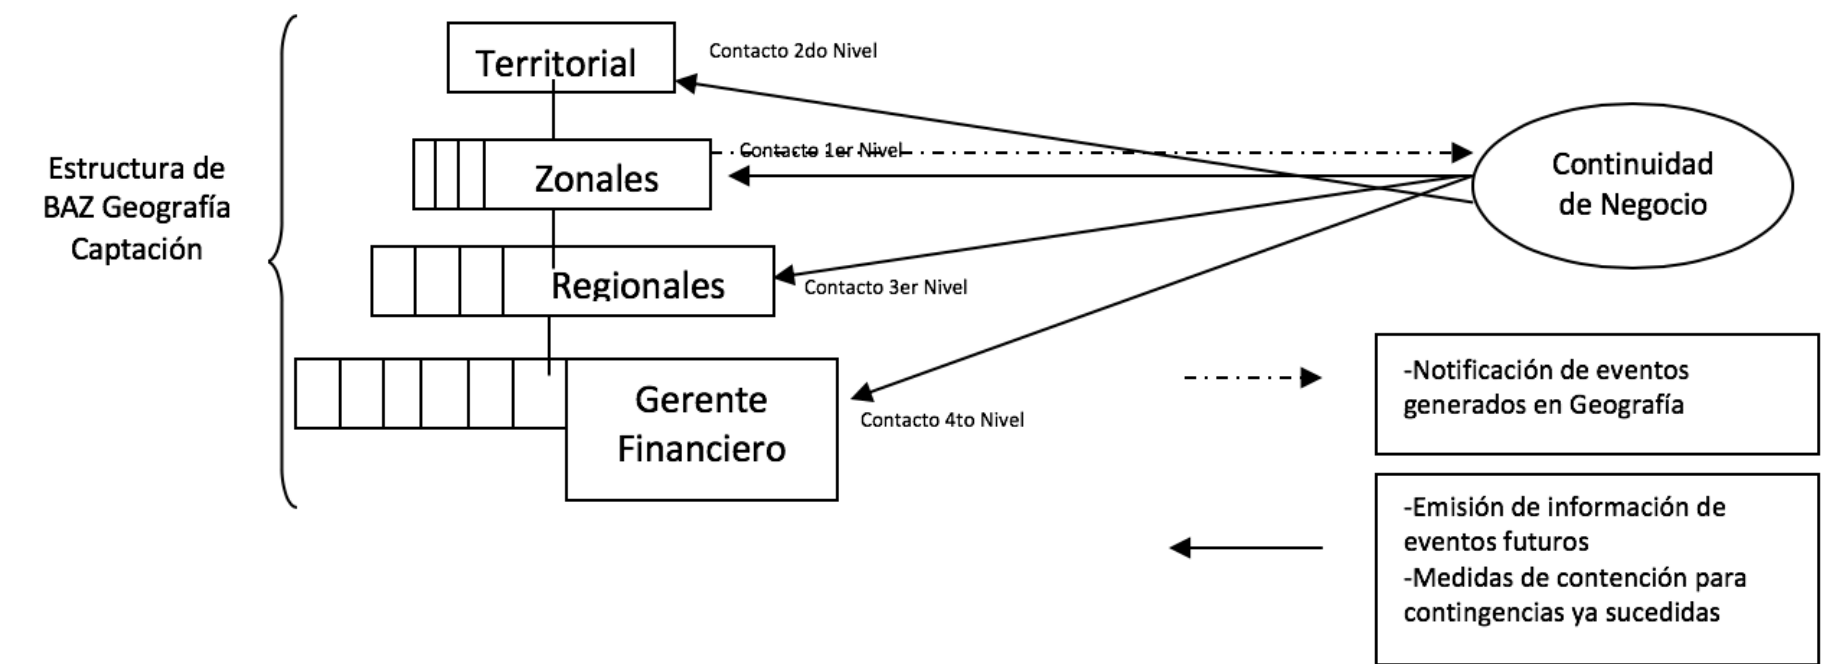 Territorial
Contacto 2do Nivel
Estructura de
BAZ Geografía
Captación
Zonales
Contacto 1er Nivel
Continuidad
de Negocio
Regionales
Contacto 3er Nivel
Gerente
Financiero
Contacto 4to Nivel
-Notificación de eventos
generados en Geografía
-Emisión de información de
eventos futuros
-Medidas de contención para
contingencias ya sucedidas